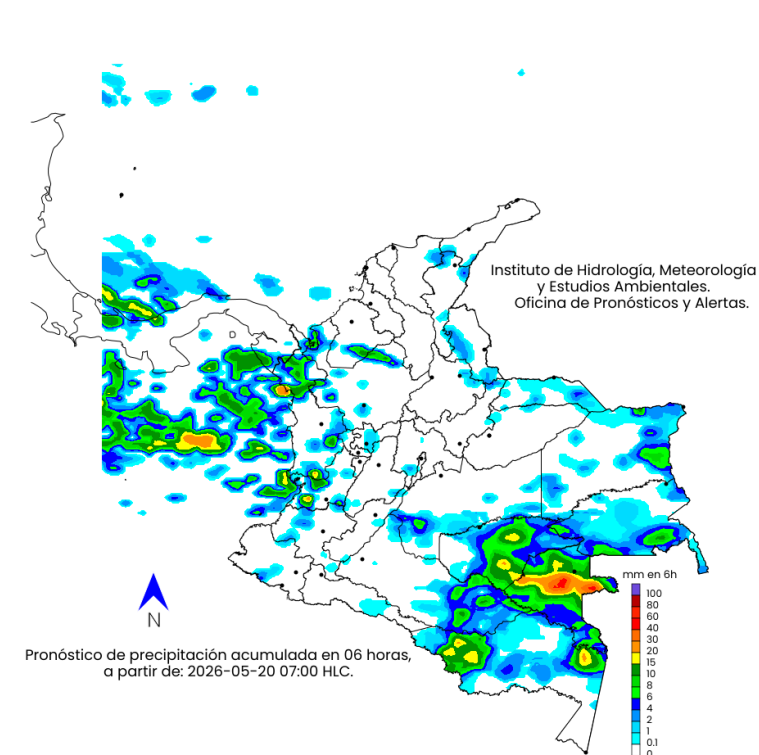 Instituto de Hidrología, Meteorología
y Estudios Ambientales.
Oficina de Pronósticos y Alertas.
D
mm en 6h
100
80
60
40
30
20
15
10
8
6
4
2
1
0.1
0
N
Pronóstico de precipitación acumulada en 06 horas,
a partir de: 2026-05-20 07:00 HLC.